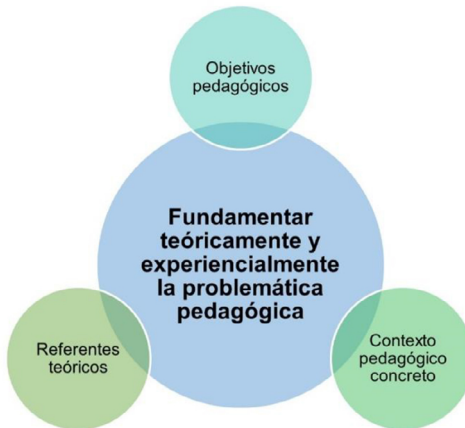 Objetivos
pedagógicos
Fundamentar
teóricamente y
experiencialmente
la problemática
pedagógica
Referentes
teóricos
Contexto
pedagógico
concreto